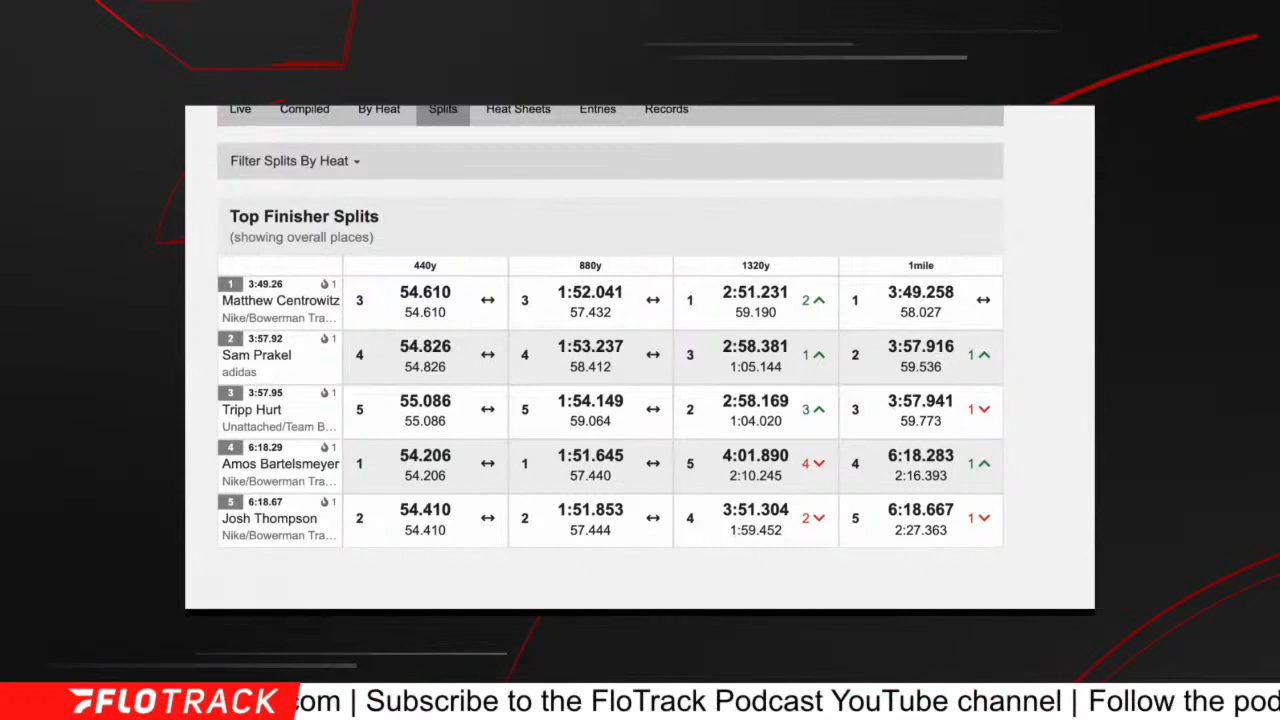 Live Compiled By Heat Splits Heat Sheets Entries Records
Filter Splits By Heat
Top Finisher Splits
(showing overall places)
440y 880y 1320y 1mile
1 3:49.26 1
Matthew Centrowitz
Nike/Bowerman Tra...
3 54.610 54.610
3 1:52.041 57.432
1 2:51.231 59.190 2
1 3:49.258 58.027
2 3:57.92 1
Sam Prakel
adidas
4 54.826 54.826
4 1:53.237 58.412
3 2:58.381 1:05.144 1
2 3:57.916 59.536 1
3 3:57.95 1
Tripp Hurt
Unattached/Team B...
5 55.086 55.086
5 1:54.149 59.064
2 2:58.169 1:04.020 3
3 3:57.941 59.773 1
4 6:18.29 1
Amos Bartelsmeyer
Nike/Bowerman Tra...
1 54.206 54.206
1 1:51.645 57.440
5 4:01.890 2:10.245 4
4 6:18.283 2:16.393 1
5 6:18.67 1
Josh Thompson
Nike/Bowerman Tra...
2 54.410 54.410
2 1:51.853 57.444
4 3:51.304 1:59.452 2
5 6:18.667 2:27.363 1
FLOTRACK com | Subscribe to the FloTrack Podcast YouTube channel | Follow the pod